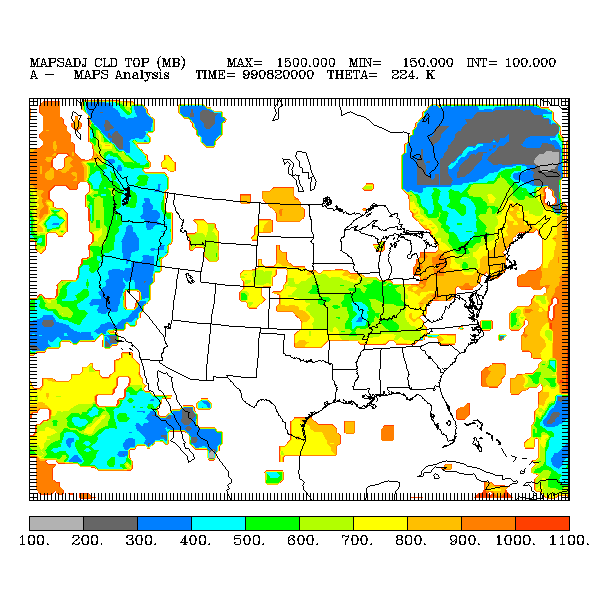 MAPSADJ CLD TOP (MB) MAX= 1500.000 MIN= 150.000 INT= 100.000
A - MAPS Analysis TIME= 990820000 THETA= 224. K
100. 200. 300. 400. 500. 600. 700. 800. 900. 1000. 1100.